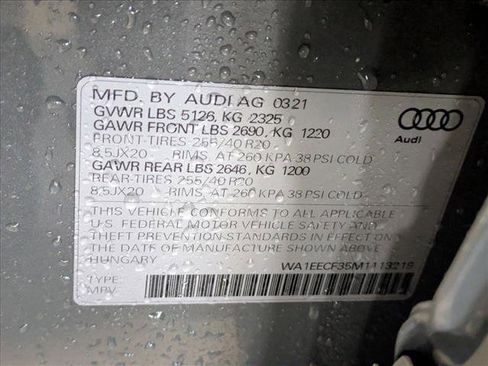 MFD. BY AUDI AG 03.21
GVWR LBS 5126, KG 2325
GAWR FRONT LBS 2690, KG 1220
FRONT-TIRES 255/40 R20
8,5JX20 RIMS, AT 260 KPA 38 PSI COLD
GAWR REAR LBS 2646, KG 1200
REAR-TIRES 255/40 R20
8,5JX20 RIMS, AT 260 KPA 38 PSI COLD
Audi
THIS VEHICLE CONFORMS TO ALL APPLICABLE
U.S. FEDERAL MOTOR VEHICLE SAFETY AND
THEFT PREVENTION STANDARDS IN EFFECT ON
THE DATE OF MANUFACTURE SHOWN ABOVE.
HUNGARY WA1EECF35M1113219
TYPE:
MPV